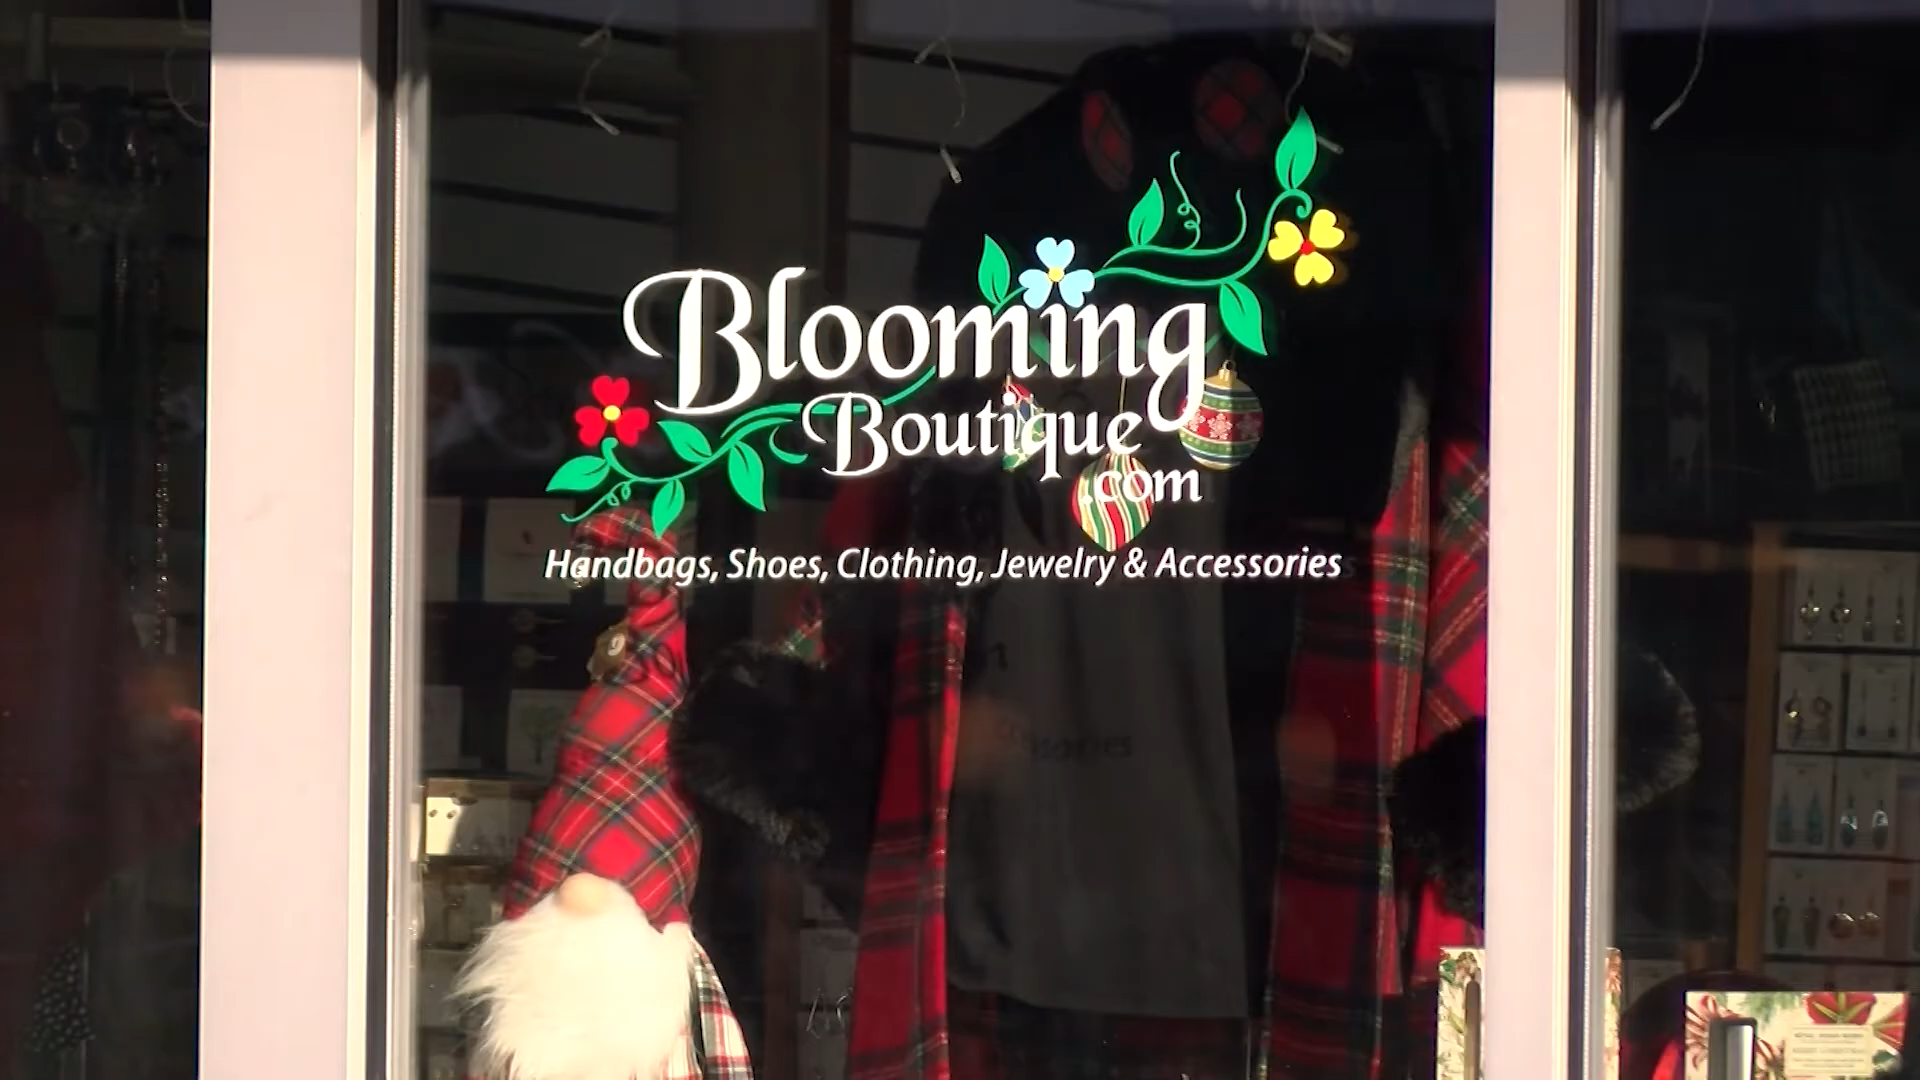 Blooming
Boutique
.com
Handbags, Shoes, Clothing, Jewelry & Accessories